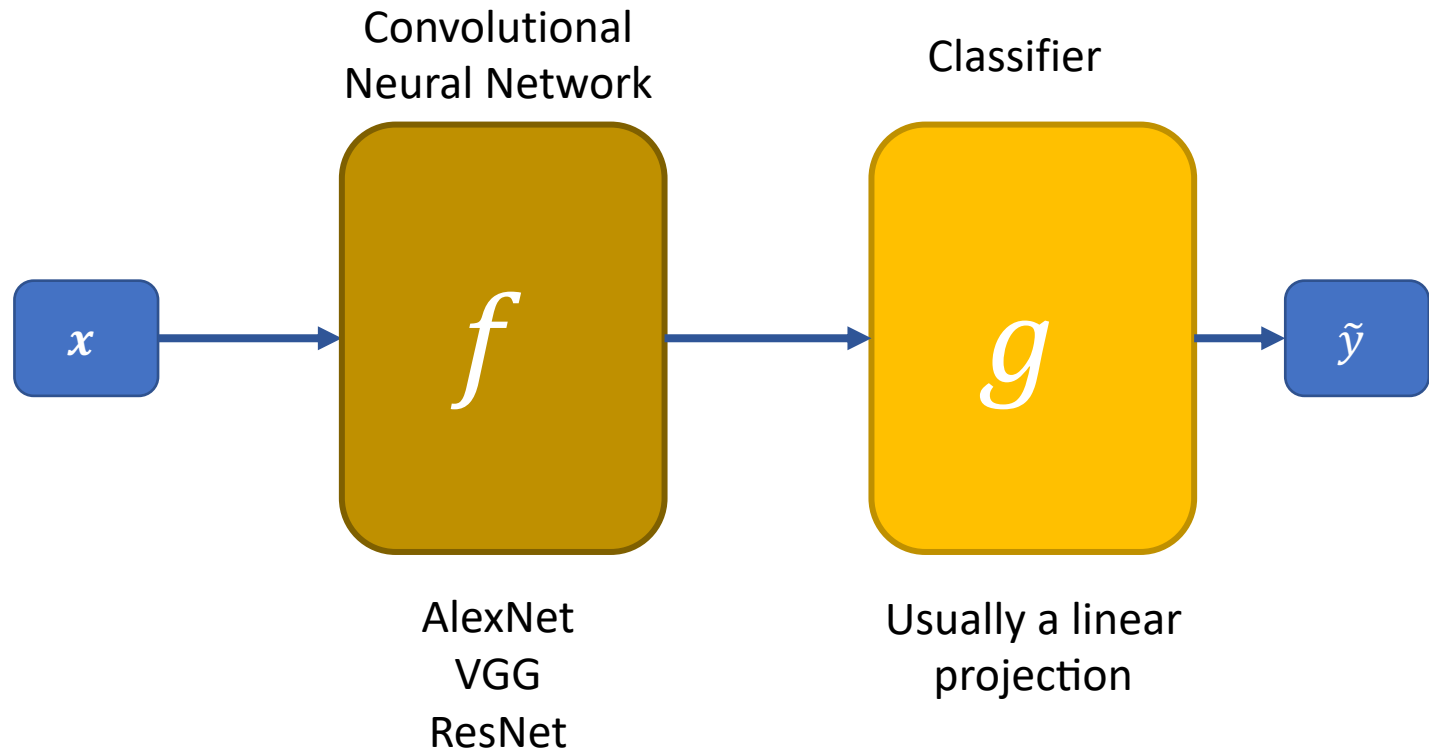 Convolutional
Neural Network
Classifier
x
f
g
ỹ
AlexNet
VGG
ResNet
Usually a linear
projection